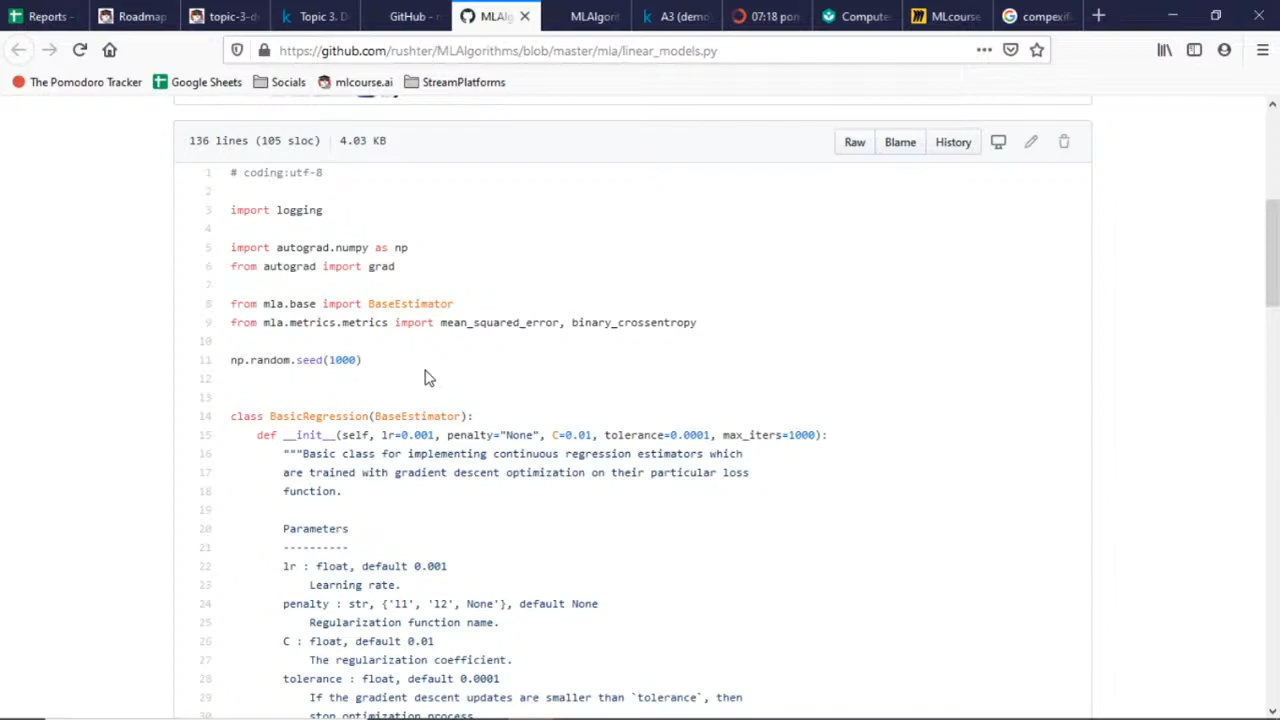 Reports -
Roadmap
topic-3-d
Topic 3. D
GitHub - r
MLAlg
MLAlgorit
A3 (demo
07:18 pom
Compute
MLcourse
compexif
https://github.com/rushter/MLAlgorithms/blob/master/mla/linear_models.py
The Pomodoro Tracker
Google Sheets
Socials
mlcourse.ai
StreamPlatforms
136 lines (105 sloc) 4.03 KB
Raw Blame History
1 # coding:utf-8
2
3 import logging
4
5 import autograd.numpy as np
6 from autograd import grad
7
8 from mla.base import BaseEstimator
9 from mla.metrics.metrics import mean_squared_error, binary_crossentropy
10
11 np.random.seed(1000)
12
13
14 class BasicRegression(BaseEstimator):
15 def __init__(self, lr=0.001, penalty="None", C=0.01, tolerance=0.0001, max_iters=1000):
16 """Basic class for implementing continuous regression estimators which
17 are trained with gradient descent optimization on their particular loss
18 function.
19
20 Parameters
21 ----------
22 lr : float, default 0.001
23 Learning rate.
24 penalty : str, {'l1', 'l2', None'}, default None
25 Regularization function name.
26 C : float, default 0.01
27 The regularization coefficient.
28 tolerance : float, default 0.0001
29 If the gradient descent updates are smaller than `tolerance`, then
30 stop optimization process